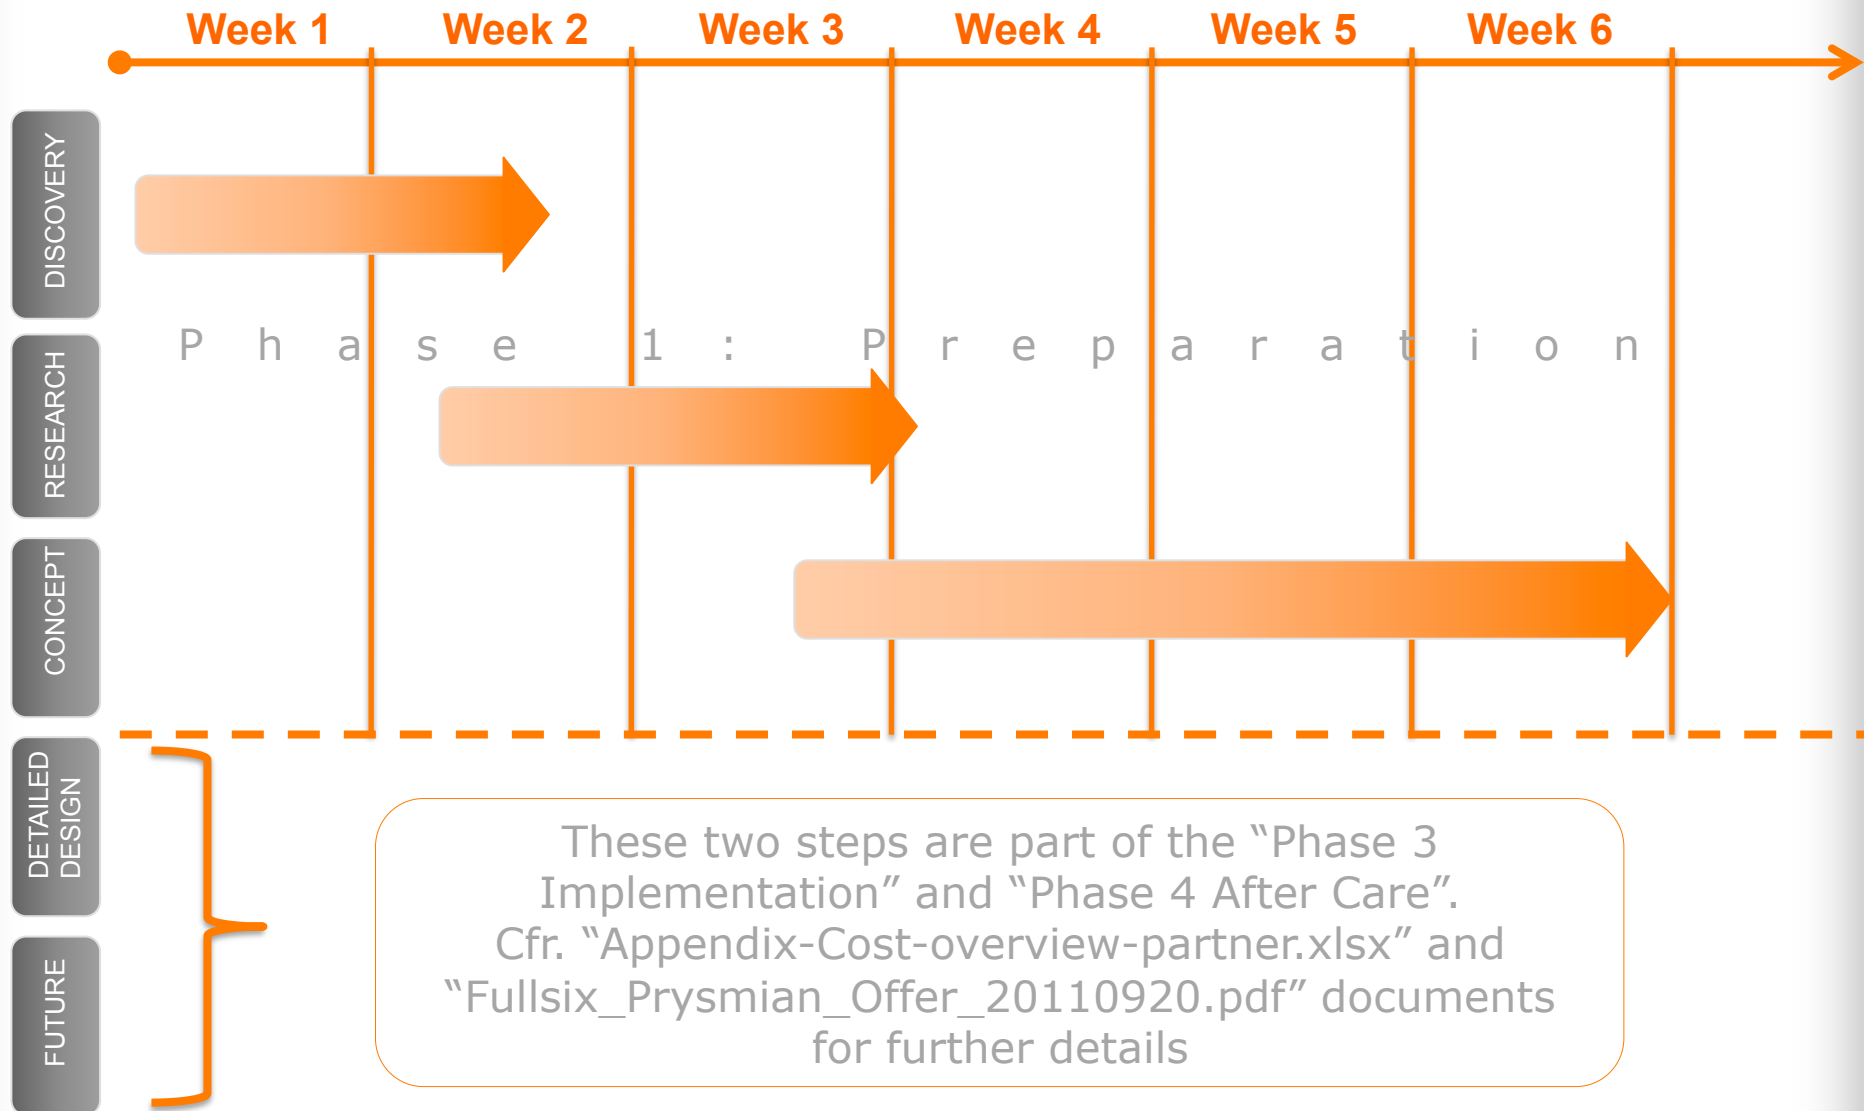 Week 1 Week 2 Week 3 Week 4 Week 5 Week 6
DISCOVERY
Phase 1: Preparation
RESEARCH
CONCEPT
DETAILED
DESIGN
These two steps are part of the “Phase 3
Implementation” and “Phase 4 After Care”.
Cfr. “Appendix-Cost-overview-partner.xlsx” and
“Fullsix_Prysmian_Offer_20110920.pdf” documents
for further details
FUTURE